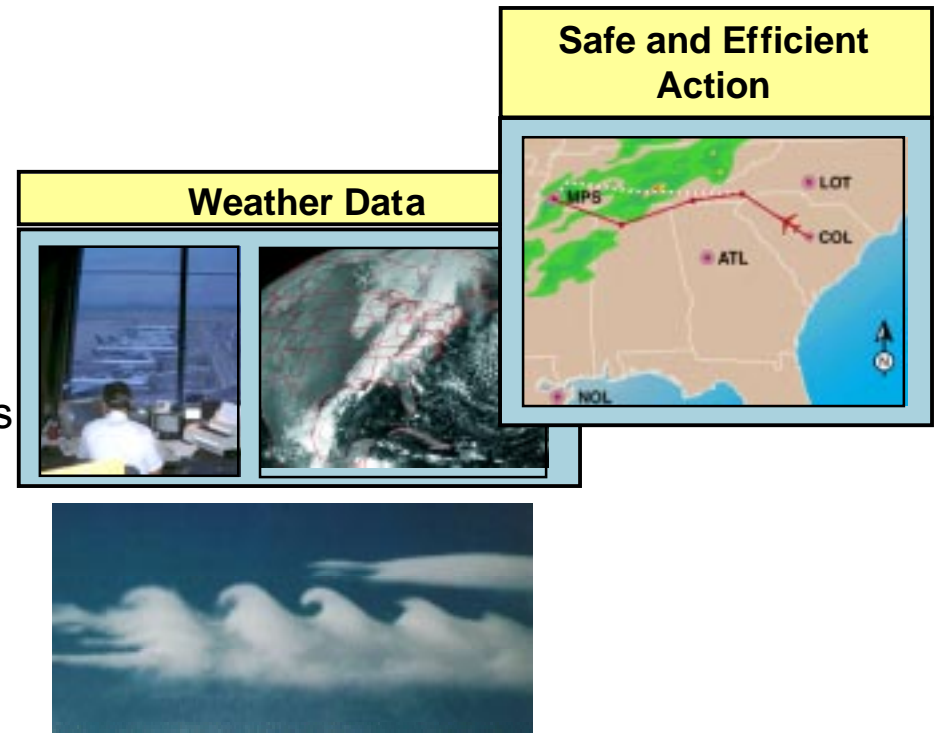 Safe and Efficient
Action
Weather Data
MPS
LOT
COL
ATL
NOL
N
s